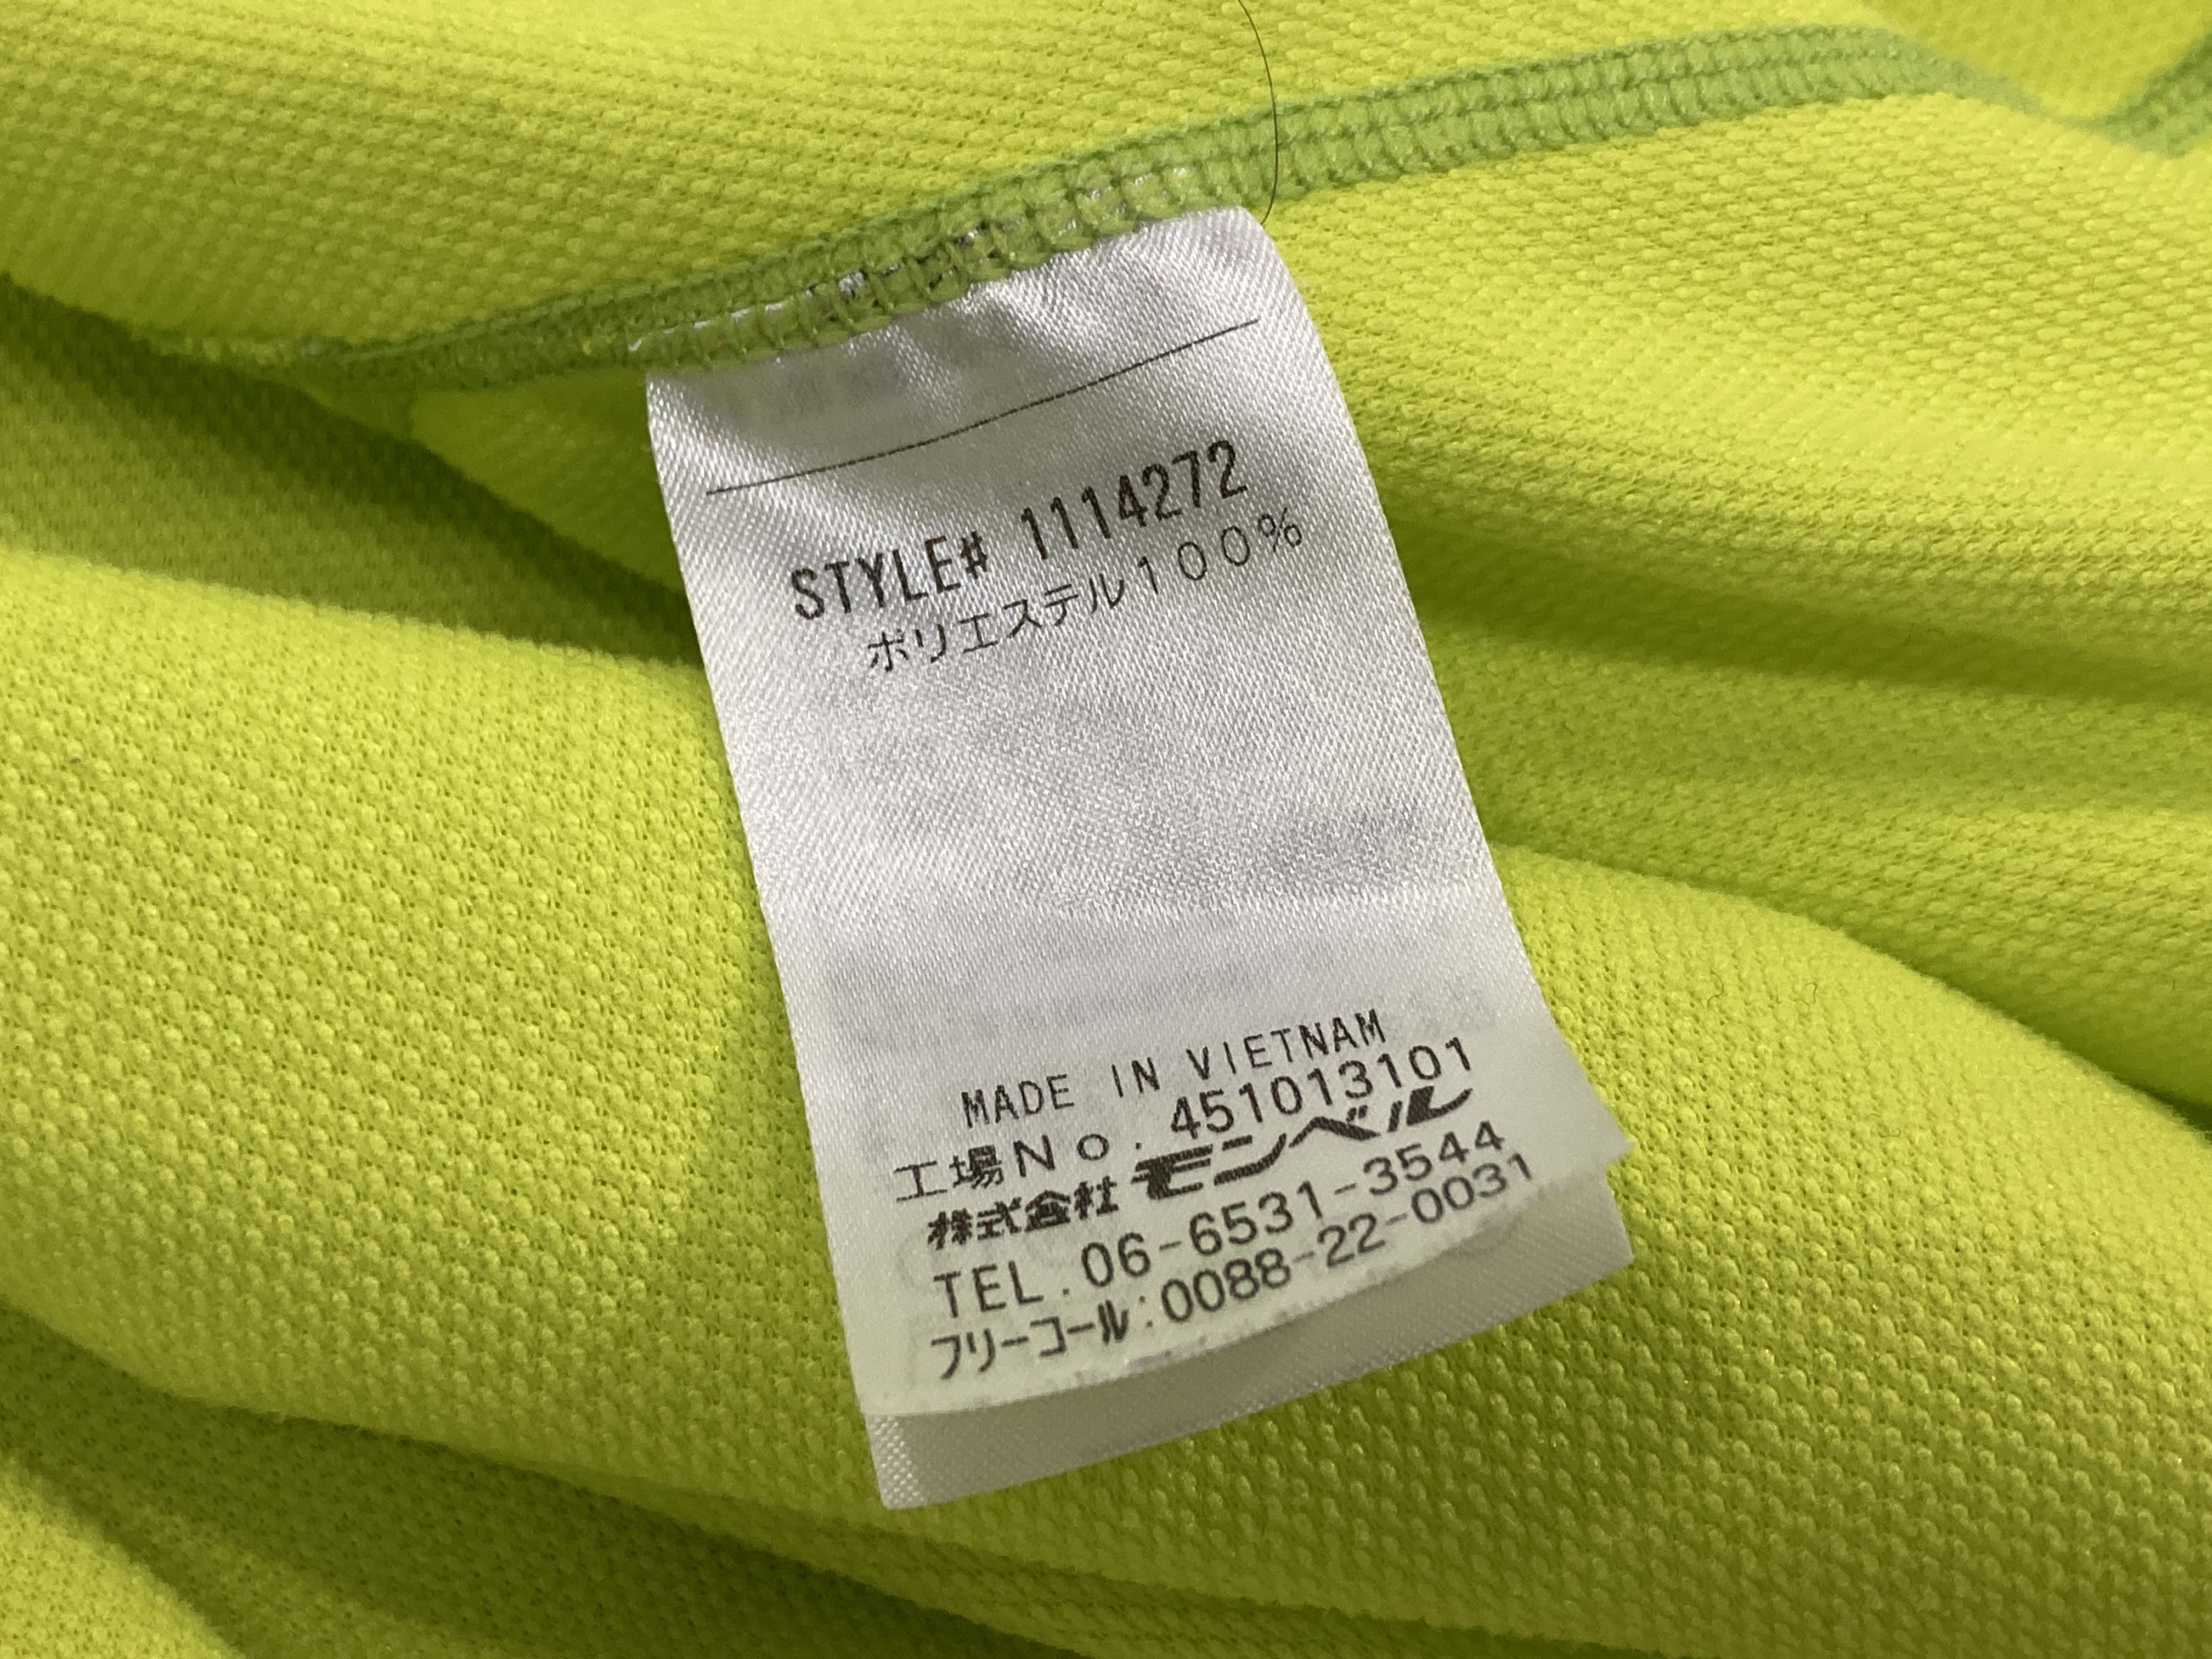 STYLE# 1114272
ポリエステル100%
MADE IN VIETNAM
工場No. 451013101
株式会社モンベル
TEL.06-6531-3544
フリーコール:0088-22-0031